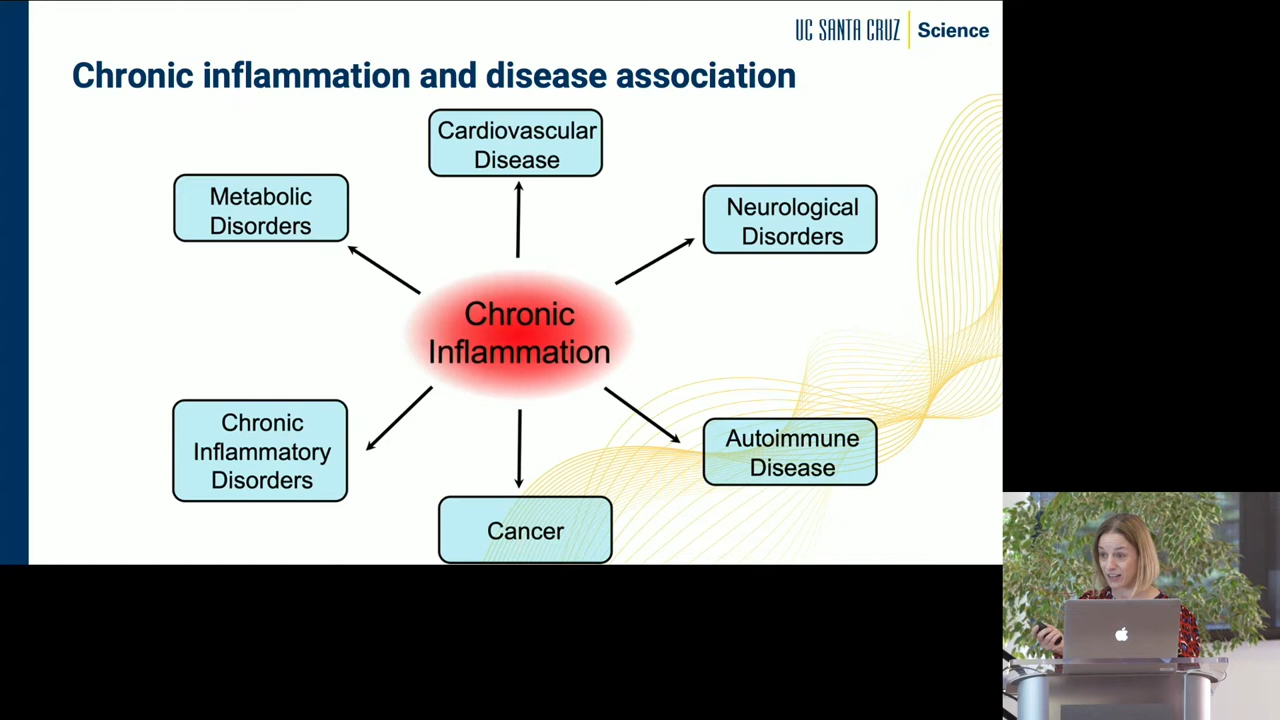 UC SANTA CRUZ Science
Chronic inflammation and disease association
Cardiovascular
Disease
Metabolic
Disorders
Neurological
Disorders
Chronic
Inflammation
Chronic
Inflammatory
Disorders
Autoimmune
Disease
Cancer